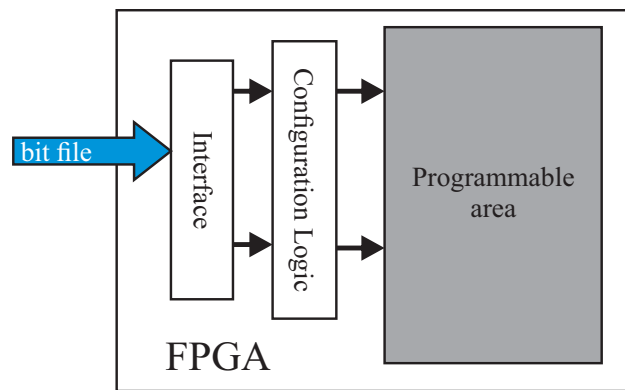 bit file
Interface
Configuration Logic
Programmable
area
FPGA